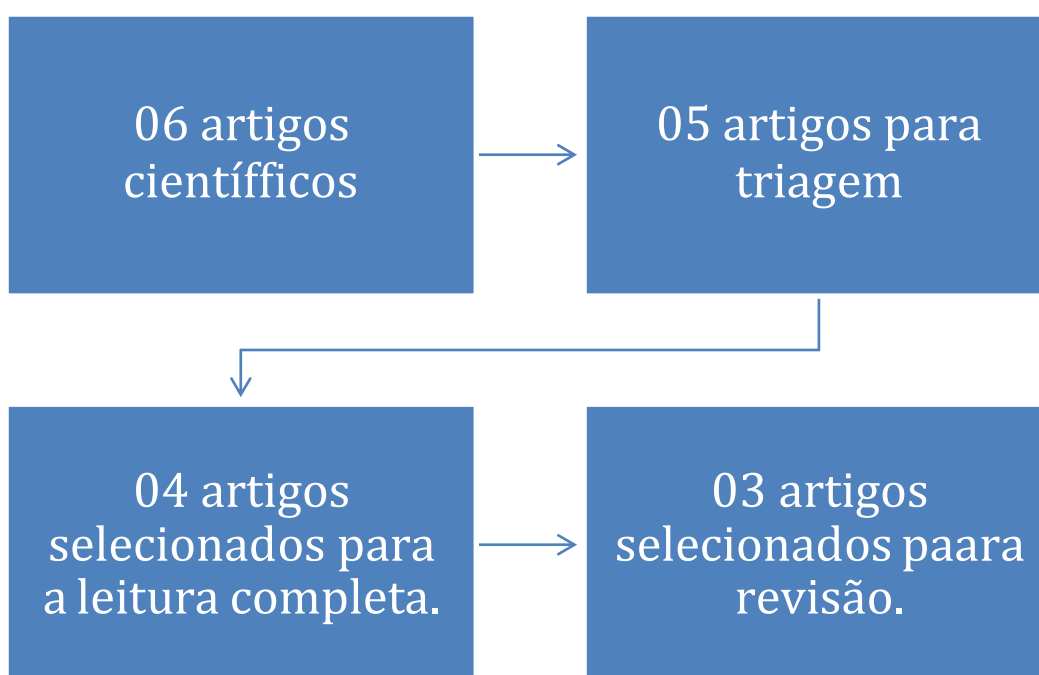 06 artigos
científficos
05 artigos para
triagem
04 artigos
selecionados para
a leitura completa.
03 artigos
selecionados paara
revisão.